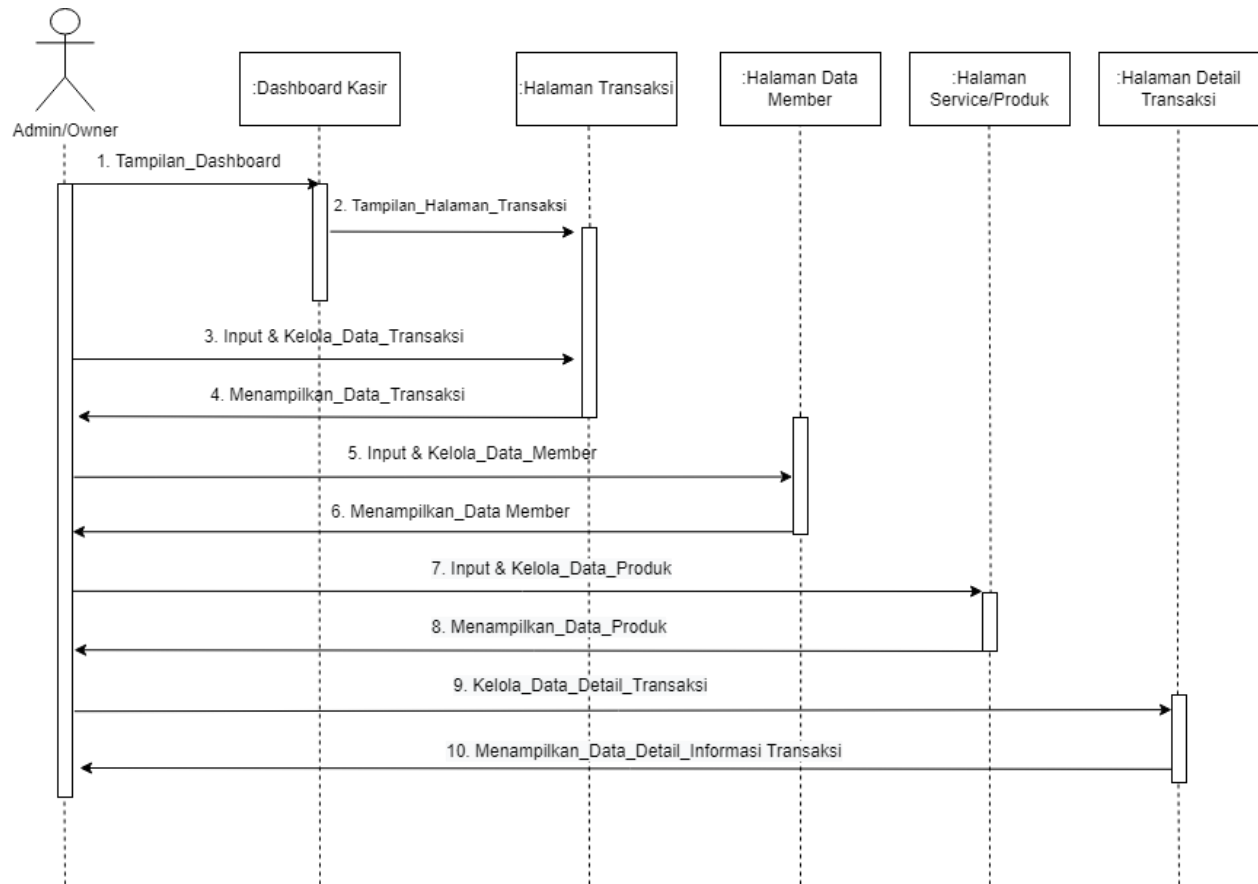 Admin/Owner
:Dashboard Kasir
:Halaman Transaksi
:Halaman Data
Member
:Halaman
Service/Produk
:Halaman Detail
Transaksi
1. Tampilan_Dashboard
2. Tampilan_Halaman_Transaksi
3. Input & Kelola_Data_Transaksi
4. Menampilkan_Data_Transaksi
5. Input & Kelola_Data_Member
6. Menampilkan_Data Member
7. Input & Kelola_Data_Produk
8. Menampilkan_Data_Produk
9. Kelola_Data_Detail_Transaksi
10. Menampilkan_Data_Detail_Informasi Transaksi